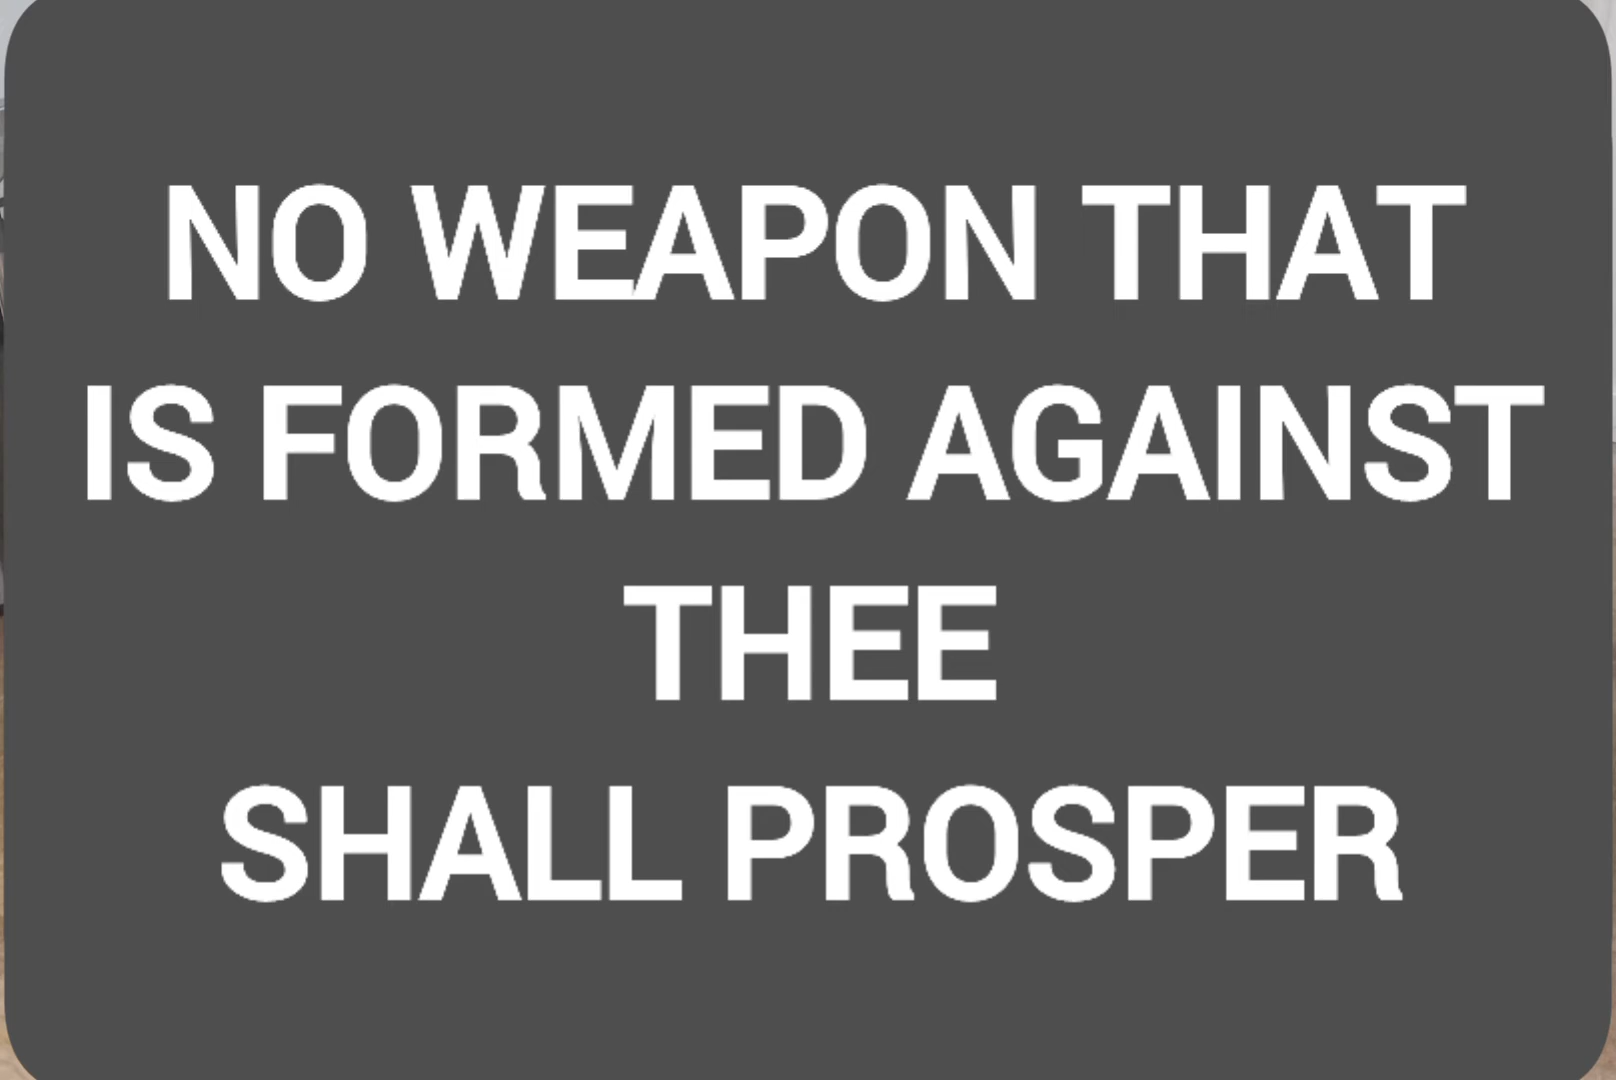 NO WEAPON THAT
IS FORMED AGAINST
THEE
SHALL PROSPER